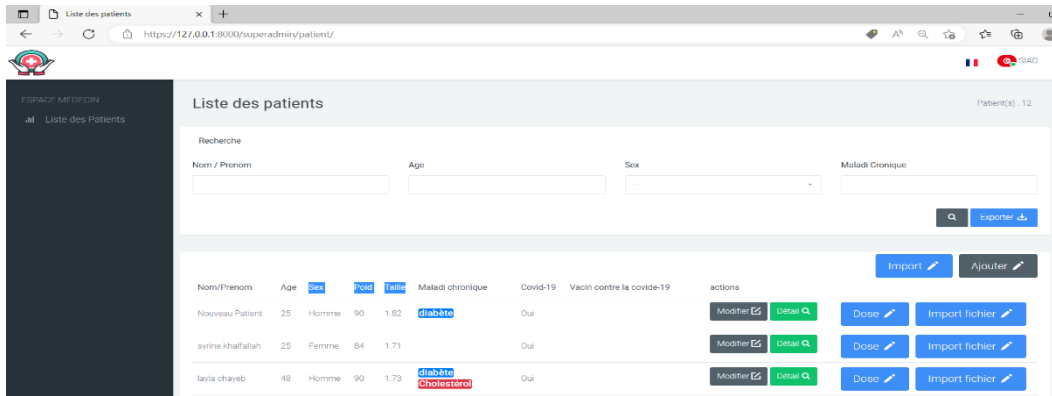 Liste des patients
https://127.0.0.1:8000/superadmin/patient/
SIAD
ESPACE MÉDECIN
Liste des Patients
Liste des patients
Patient(s) : 12
Recherche
Nom / Prenom Age Sex Maladi Cronique
Exporter
Import Ajouter
Nom/Prenom Age Sex Poid Taille Maladi chronique Covid-19 Vacin contre la covide-19 actions
Nouveau Patient 25 Homme 90 1.82 diabète Oui Modifier Détail Dose Import fichier
syrine khalfallah 25 Femme 84 1.71 Oui Modifier Détail Dose Import fichier
layla chayeb 48 Homme 90 1.73 diabète Oui Modifier Détail Dose Import fichier
Cholestérol